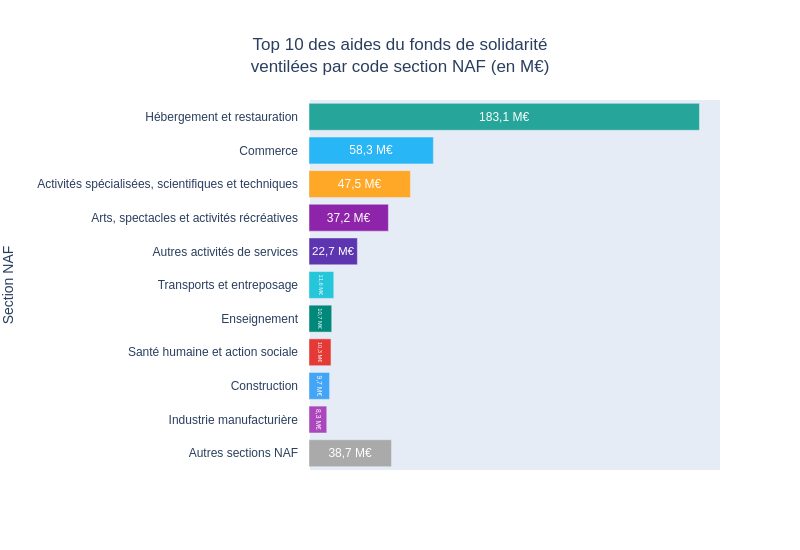 Top 10 des aides du fonds de solidarité
ventilées par code section NAF (en M€)
Section NAF
Hébergement et restauration 183,1 M€
Commerce 58,3 M€
Activités spécialisées, scientifiques et techniques 47,5 M€
Arts, spectacles et activités récréatives 37,2 M€
Autres activités de services 22,7 M€
Transports et entreposage
Enseignement 10,7 M€
Santé humaine et action sociale
Construction 9,7 M€
Industrie manufacturière 8,3 M€
Autres sections NAF 38,7 M€